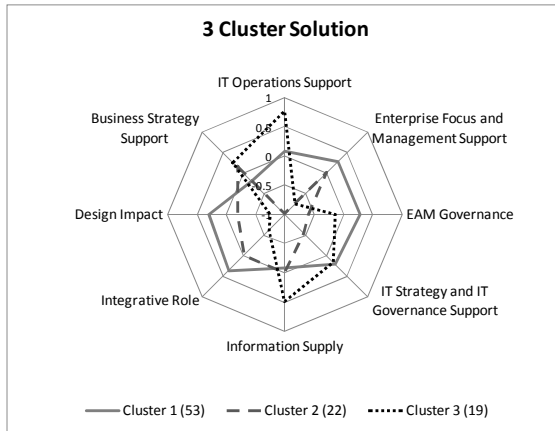 3 Cluster Solution
IT Operations Support
1
0.5
0
-0.5
Enterprise Focus and
Management Support
EAM Governance
IT Strategy and IT
Governance Support
Information Supply
Integrative Role
Design Impact
Business Strategy
Support
Cluster 1 (53)
Cluster 2 (22)
Cluster 3 (19)